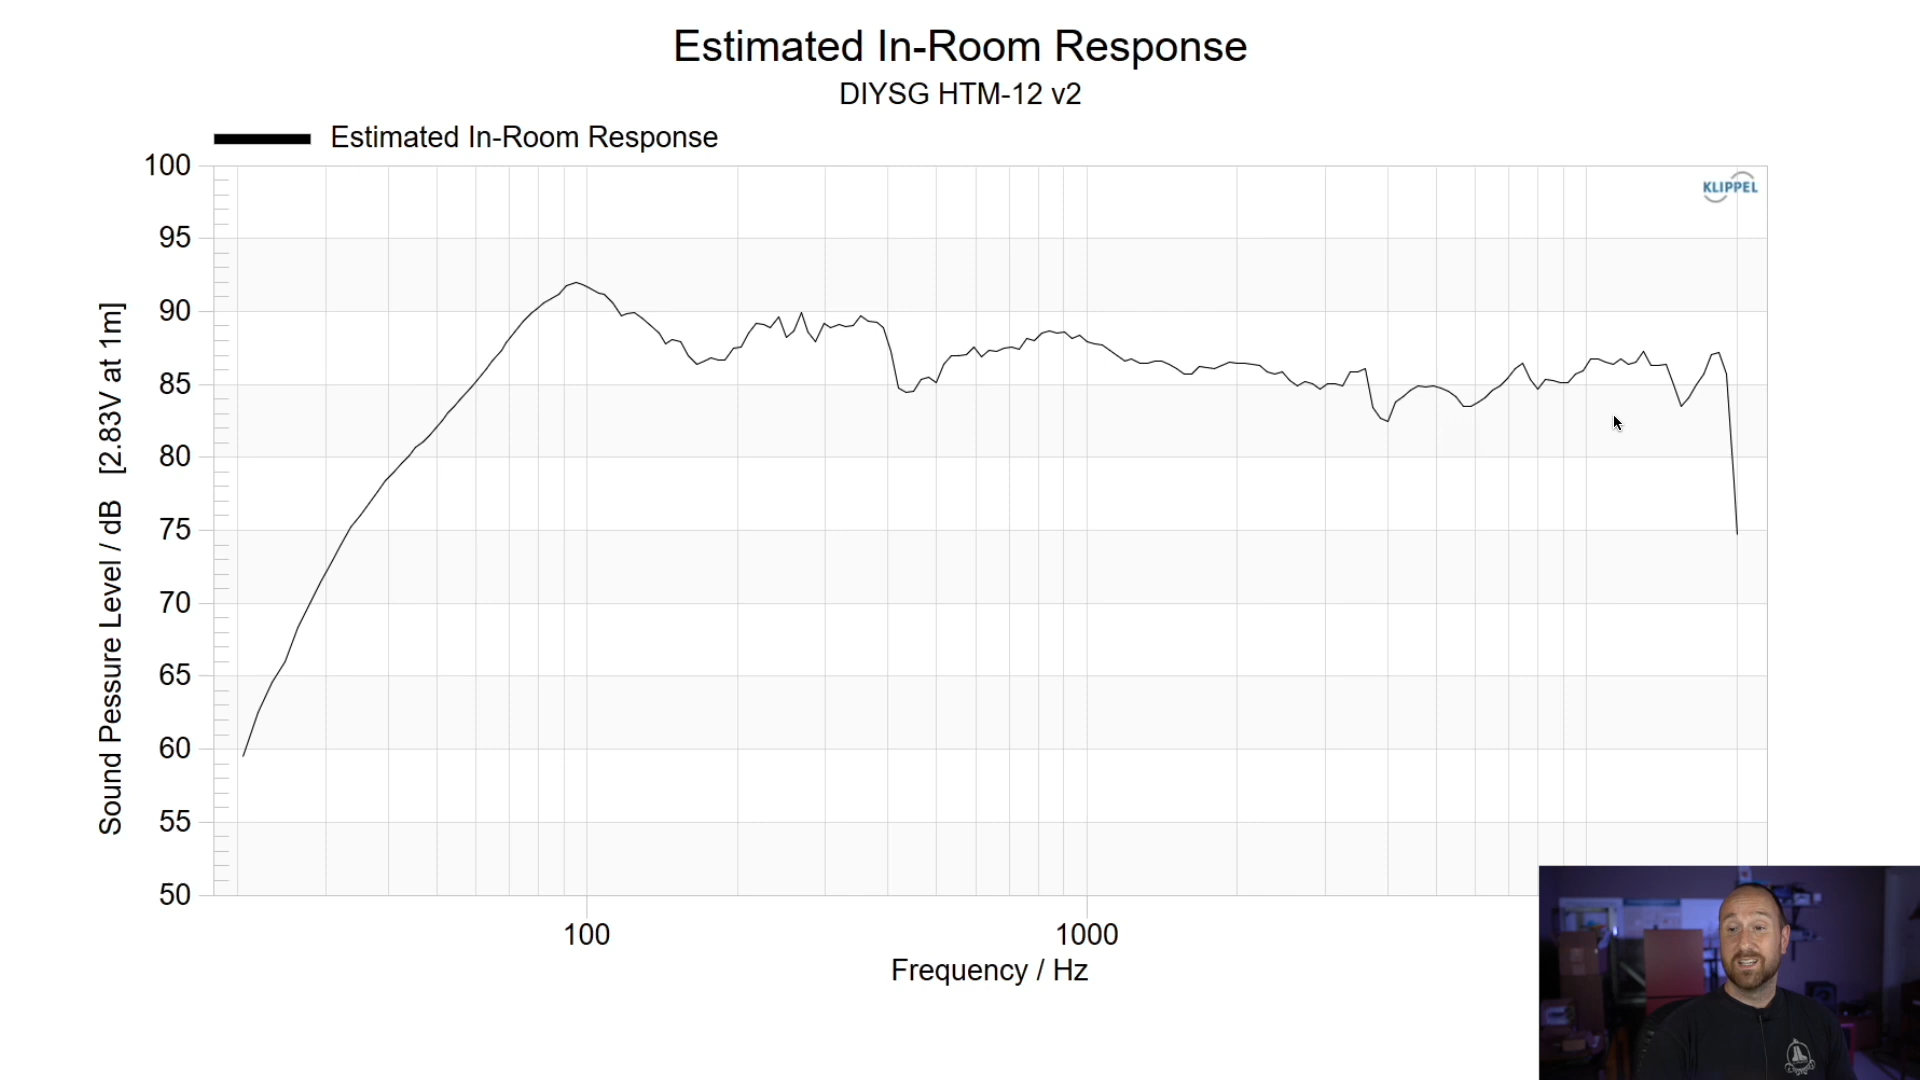 Estimated In-Room Response
DIYSG HTM-12 v2
Estimated In-Room Response
KLIPPEL
100
95
90
85
80
75
70
65
60
55
50
Sound Pessure Level / dB [2.83V at 1m]
100
1000
Frequency / Hz